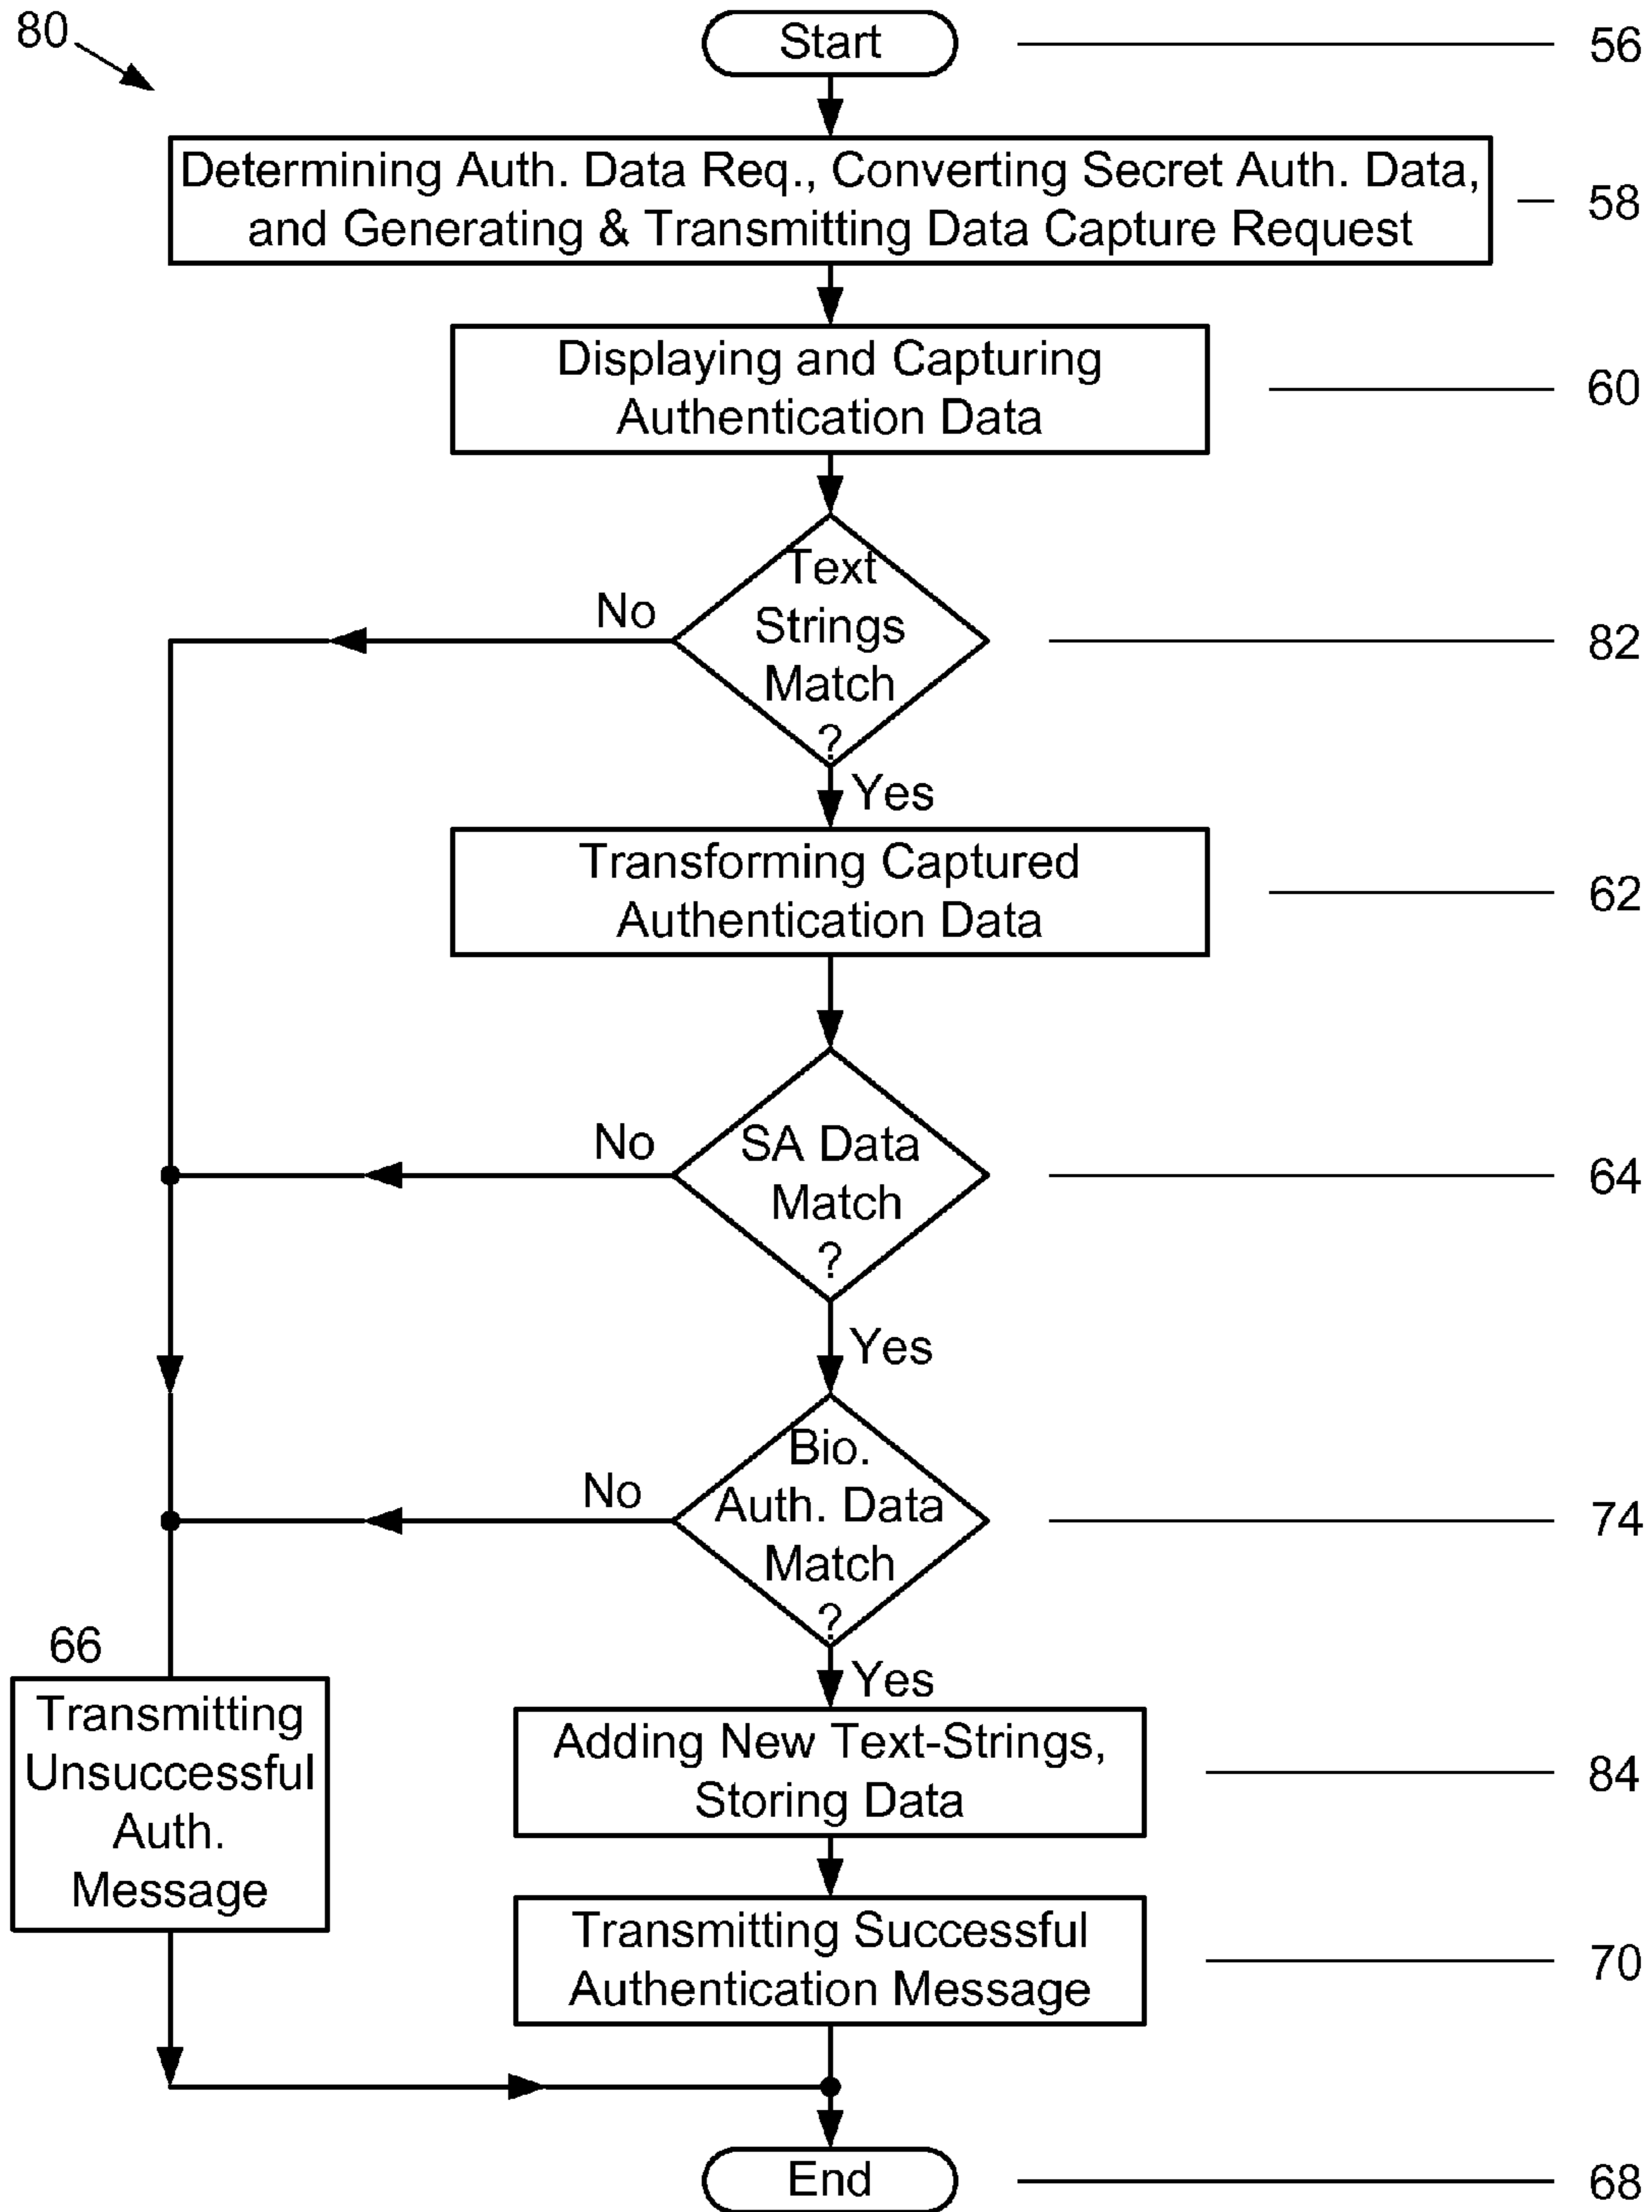 80
Start
56
Determining Auth. Data Req., Converting Secret Auth. Data,
and Generating & Transmitting Data Capture Request
58
Displaying and Capturing
Authentication Data
60
Text
Strings
Match
?
No
82
Yes
Transforming Captured
Authentication Data
62
SA Data
Match
?
No
64
Yes
Bio.
Auth. Data
Match
?
No
74
Yes
66
Transmitting
Unsuccessful
Auth.
Message
Adding New Text-Strings,
Storing Data
84
Transmitting Successful
Authentication Message
70
End
68